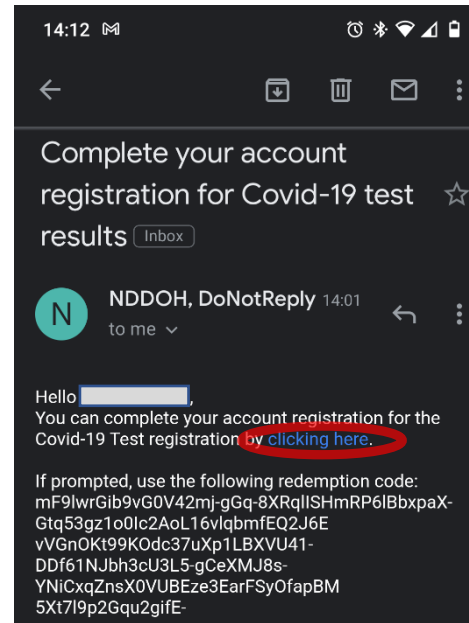 14:12
Complete your account
registration for Covid-19 test
results Inbox
N
NDDOH, DoNotReply 14:01
to me
Hello ,
You can complete your account registration for the
Covid-19 Test registration by clicking here.
If prompted, use the following redemption code:
mF9lwrGib9vG0V42mj-gGq-8XRqlISHmRP6lBbxpaX-
Gtq53gz1o0Ic2AoL16vlqbmfEQ2J6E
vVGnOKt99KOdc37uXp1LBXVU41-
DDf61NJbh3cU3L5-gCeXMJ8s-
YNiCxqZnsX0VUBEze3EarFSyOfapBM
5Xt7l9p2Gqu2gifE-